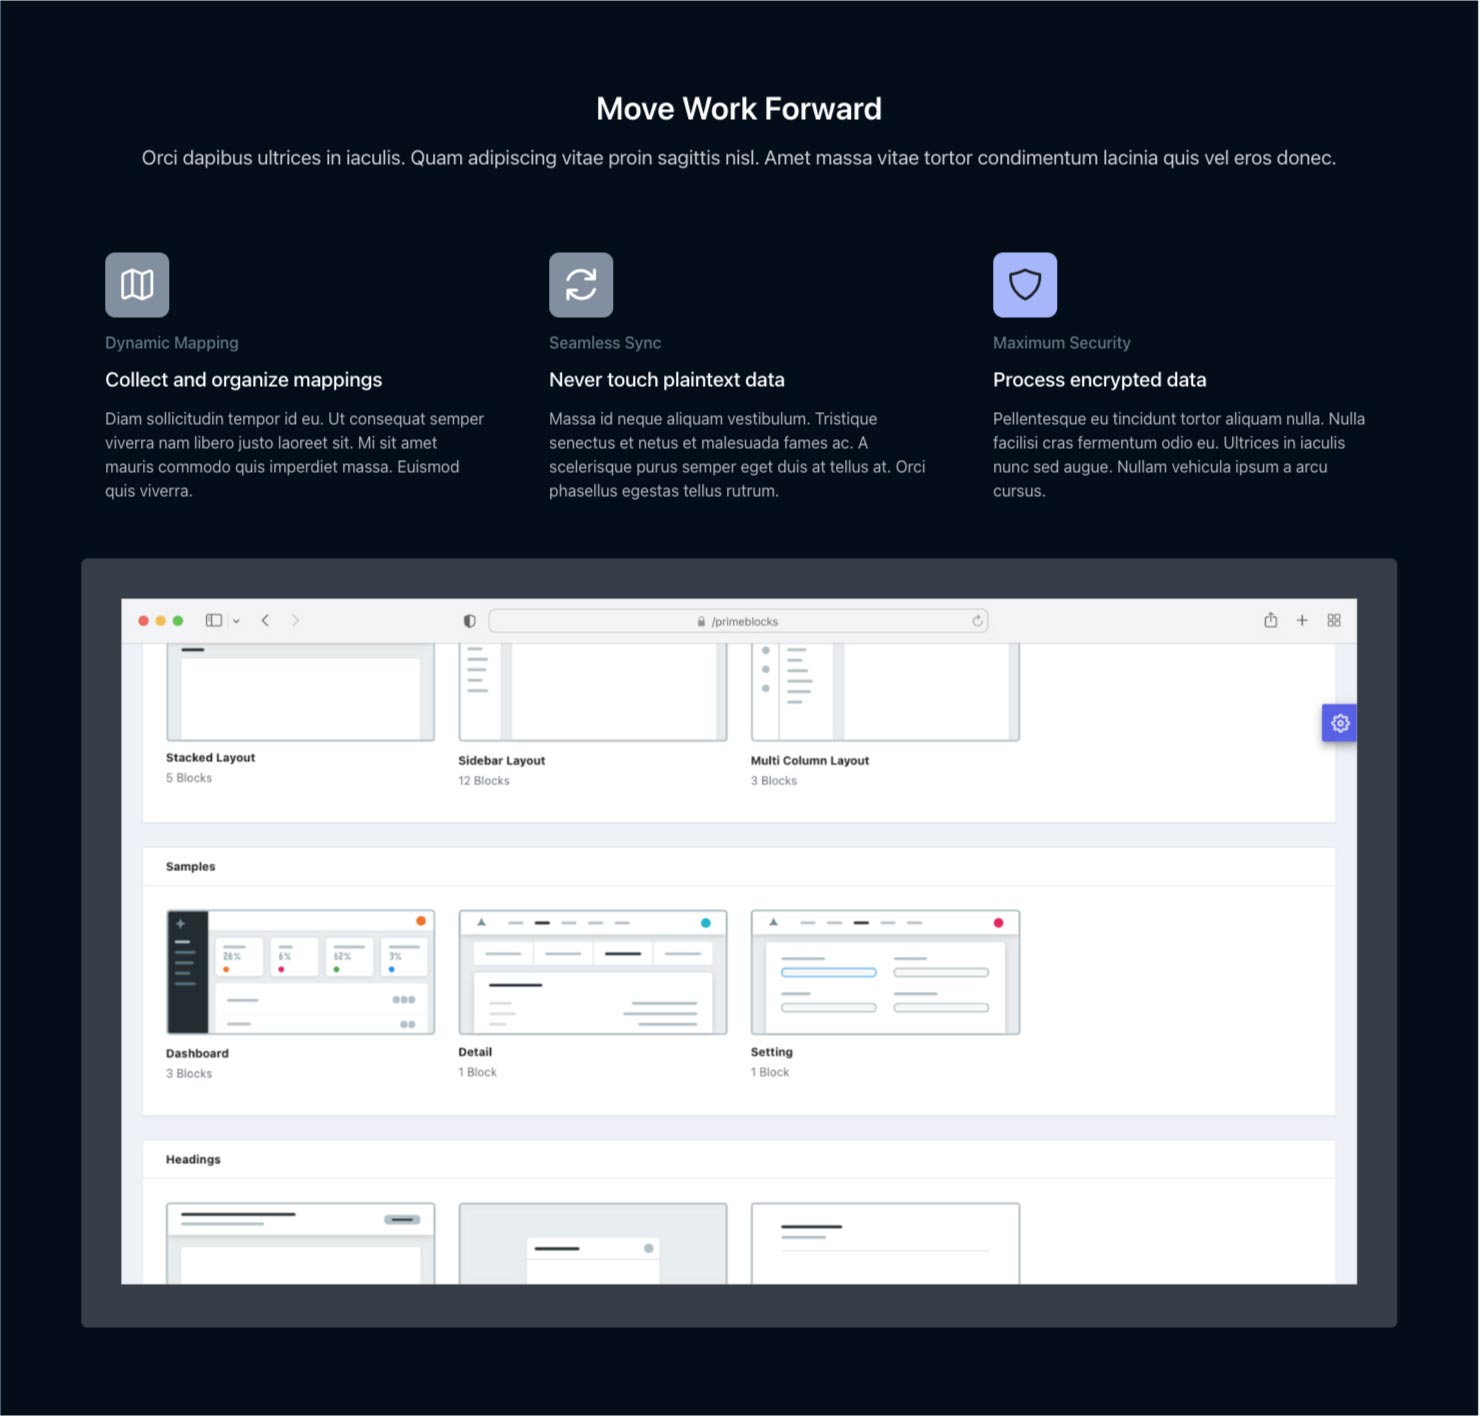 Move Work Forward
Orci dapibus ultrices in iaculis. Quam adipiscing vitae proin sagittis nisl. Amet massa vitae tortor condimentum lacinia quis vel eros donec.
Dynamic Mapping
Collect and organize mappings
Diam sollicitudin tempor id eu. Ut consequat semper
viverra nam libero justo laoreet sit. Mi sit amet
mauris commodo quis imperdiet massa. Euismod
quis viverra.
Seamless Sync
Never touch plaintext data
Massa id neque aliquam vestibulum. Tristique
senectus et netus et malesuada fames ac. A
scelerisque purus semper eget duis at tellus at. Orci
phasellus egestas tellus rutrum.
Maximum Security
Process encrypted data
Pellentesque eu tincidunt tortor aliquam nulla. Nulla
facilisi cras fermentum odio eu. Ultrices in iaculis
nunc sed augue. Nullam vehicula ipsum a arcu
cursus.
/primeblocks
Stacked Layout
5 Blocks
Sidebar Layout
12 Blocks
Multi Column Layout
3 Blocks
Samples
26% 6% 62% 3%
Dashboard
3 Blocks
Detail
1 Block
Setting
1 Block
Headings